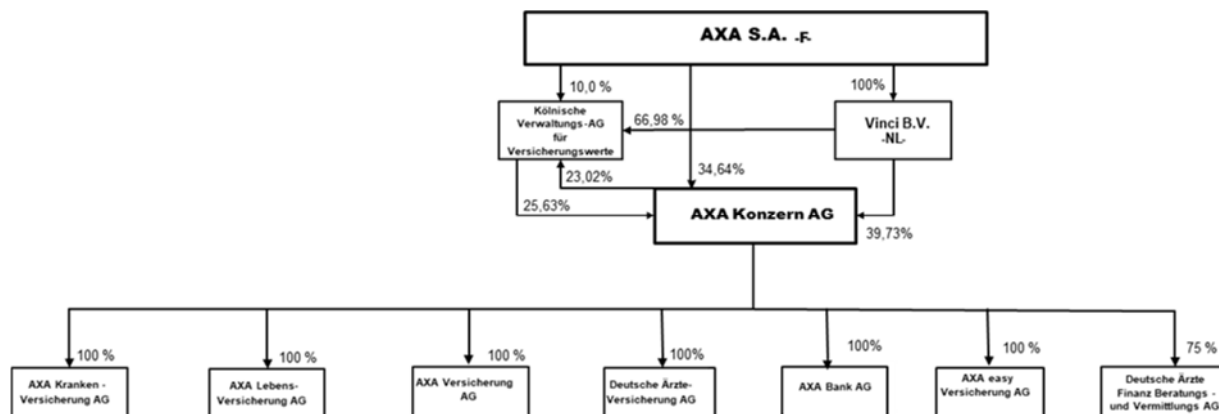 AXA S.A. -F-
10,0 %
100%
Kölnische
Verwaltungs-AG
für
Versicherungswerte
66,98 %
Vinci B.V.
-NL-
23,02%
34,64%
25,63%
AXA Konzern AG
39,73%
100 %
100 %
100 %
100%
100%
100 %
75 %
AXA Kranken -
Versicherung AG
AXA Lebens-
Versicherung AG
AXA Versicherung
AG
Deutsche Ärzte-
Versicherung AG
AXA Bank AG
AXA easy
Versicherung AG
Deutsche Ärzte
Finanz Beratungs -
und Vermittlungs AG